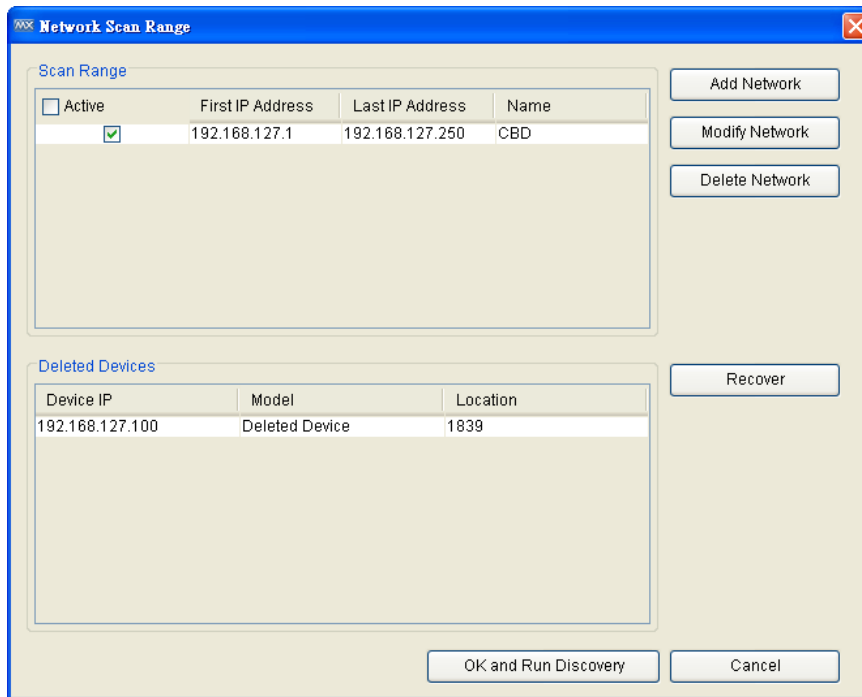 MX Network Scan Range
Scan Range
Active First IP Address Last IP Address Name
192.168.127.1 192.168.127.250 CBD
Add Network
Modify Network
Delete Network
Deleted Devices
Device IP Model Location
192.168.127.100 Deleted Device 1839
Recover
OK and Run Discovery Cancel